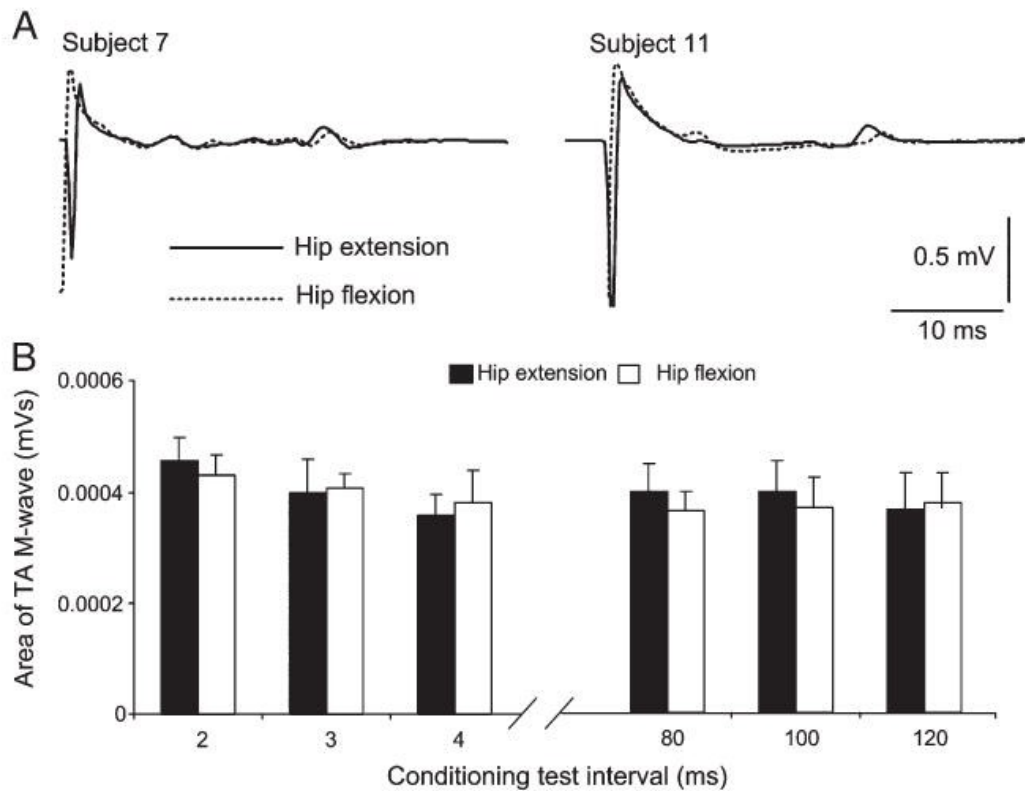 A
Subject 7
Subject 11
Hip extension
Hip flexion
0.5 mV
10 ms
B
Hip extension Hip flexion
Area of TA M-wave (mVs)
0.0006
0.0004
0.0002
0
2 3 4 80 100 120
Conditioning test interval (ms)